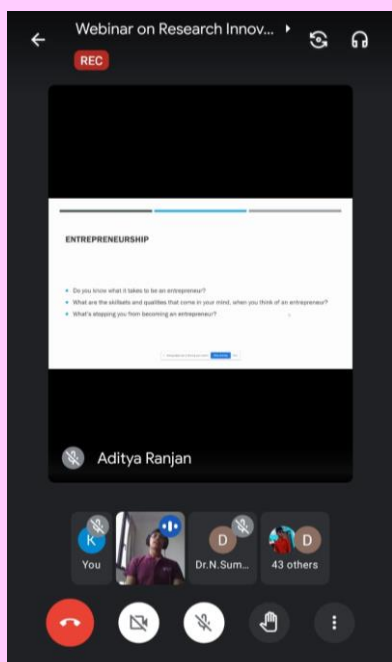 Webinar on Research Innov...
REC
ENTREPRENEURSHIP
Do you know what it takes to be an entrepreneur?
What are the skillsets and qualities that come in your mind, when you think of an entrepreneur?
What's stopping you from becoming an entrepreneur?
Aditya Ranjan
K
D
D
You
Dr.N.Sum...
43 others